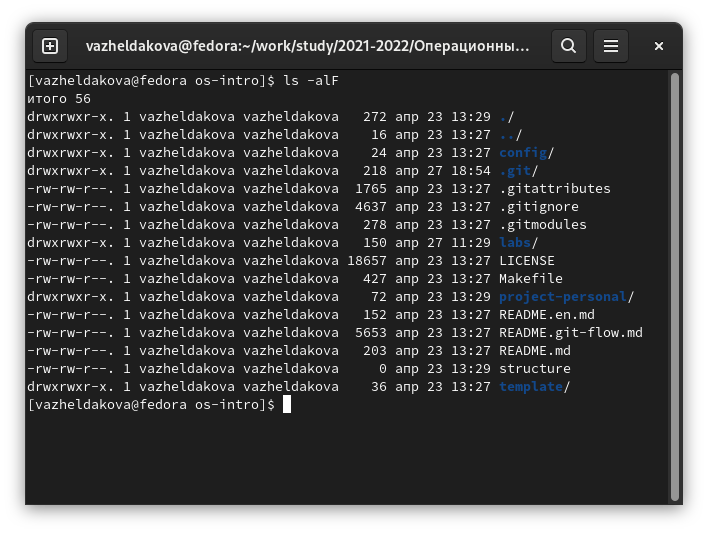 vazheldakova@fedora:~/work/study/2021-2022/Операционны...
[vazheldakova@fedora os-intro]$ ls -alF
итого 56
drwxrwxr-x. 1 vazheldakova vazheldakova   272 апр 23 13:29 ./
drwxrwxr-x. 1 vazheldakova vazheldakova    16 апр 23 13:27 ../
drwxrwxr-x. 1 vazheldakova vazheldakova    24 апр 23 13:27 config/
drwxrwxr-x. 1 vazheldakova vazheldakova   218 апр 27 18:54 .git/
-rw-rw-r--. 1 vazheldakova vazheldakova  1765 апр 23 13:27 .gitattributes
-rw-rw-r--. 1 vazheldakova vazheldakova  4637 апр 23 13:27 .gitignore
-rw-rw-r--. 1 vazheldakova vazheldakova   278 апр 23 13:27 .gitmodules
drwxrwxr-x. 1 vazheldakova vazheldakova   150 апр 27 11:29 labs/
-rw-rw-r--. 1 vazheldakova vazheldakova 18657 апр 23 13:27 LICENSE
-rw-rw-r--. 1 vazheldakova vazheldakova   427 апр 23 13:27 Makefile
drwxrwxr-x. 1 vazheldakova vazheldakova    72 апр 23 13:29 project-personal/
-rw-rw-r--. 1 vazheldakova vazheldakova   152 апр 23 13:27 README.en.md
-rw-rw-r--. 1 vazheldakova vazheldakova  5653 апр 23 13:27 README.git-flow.md
-rw-rw-r--. 1 vazheldakova vazheldakova   203 апр 23 13:27 README.md
-rw-rw-r--. 1 vazheldakova vazheldakova     0 апр 23 13:29 structure
drwxrwxr-x. 1 vazheldakova vazheldakova    36 апр 23 13:27 template/
[vazheldakova@fedora os-intro]$